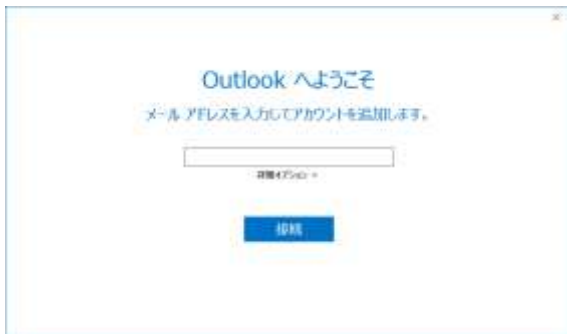 Outlook へようこそ
メール アドレスを入力してアカウントを追加します。
詳細オプション
接続